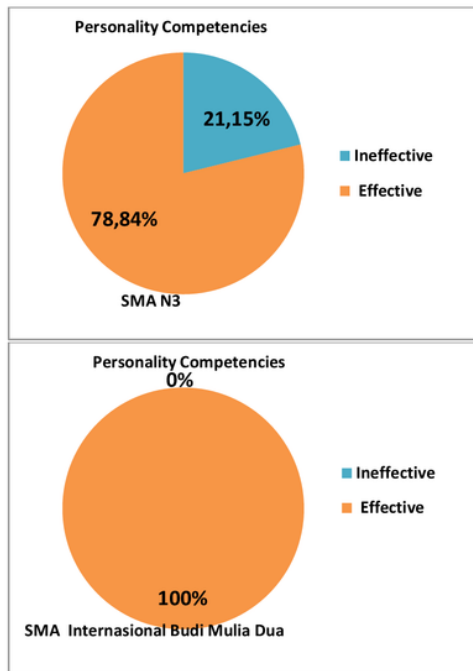 Personality Competencies
21,15%
Ineffective
Effective
78,84%
SMA N3
Personality Competencies
0%
Ineffective
Effective
100%
SMA Internasional Budi Mulia Dua